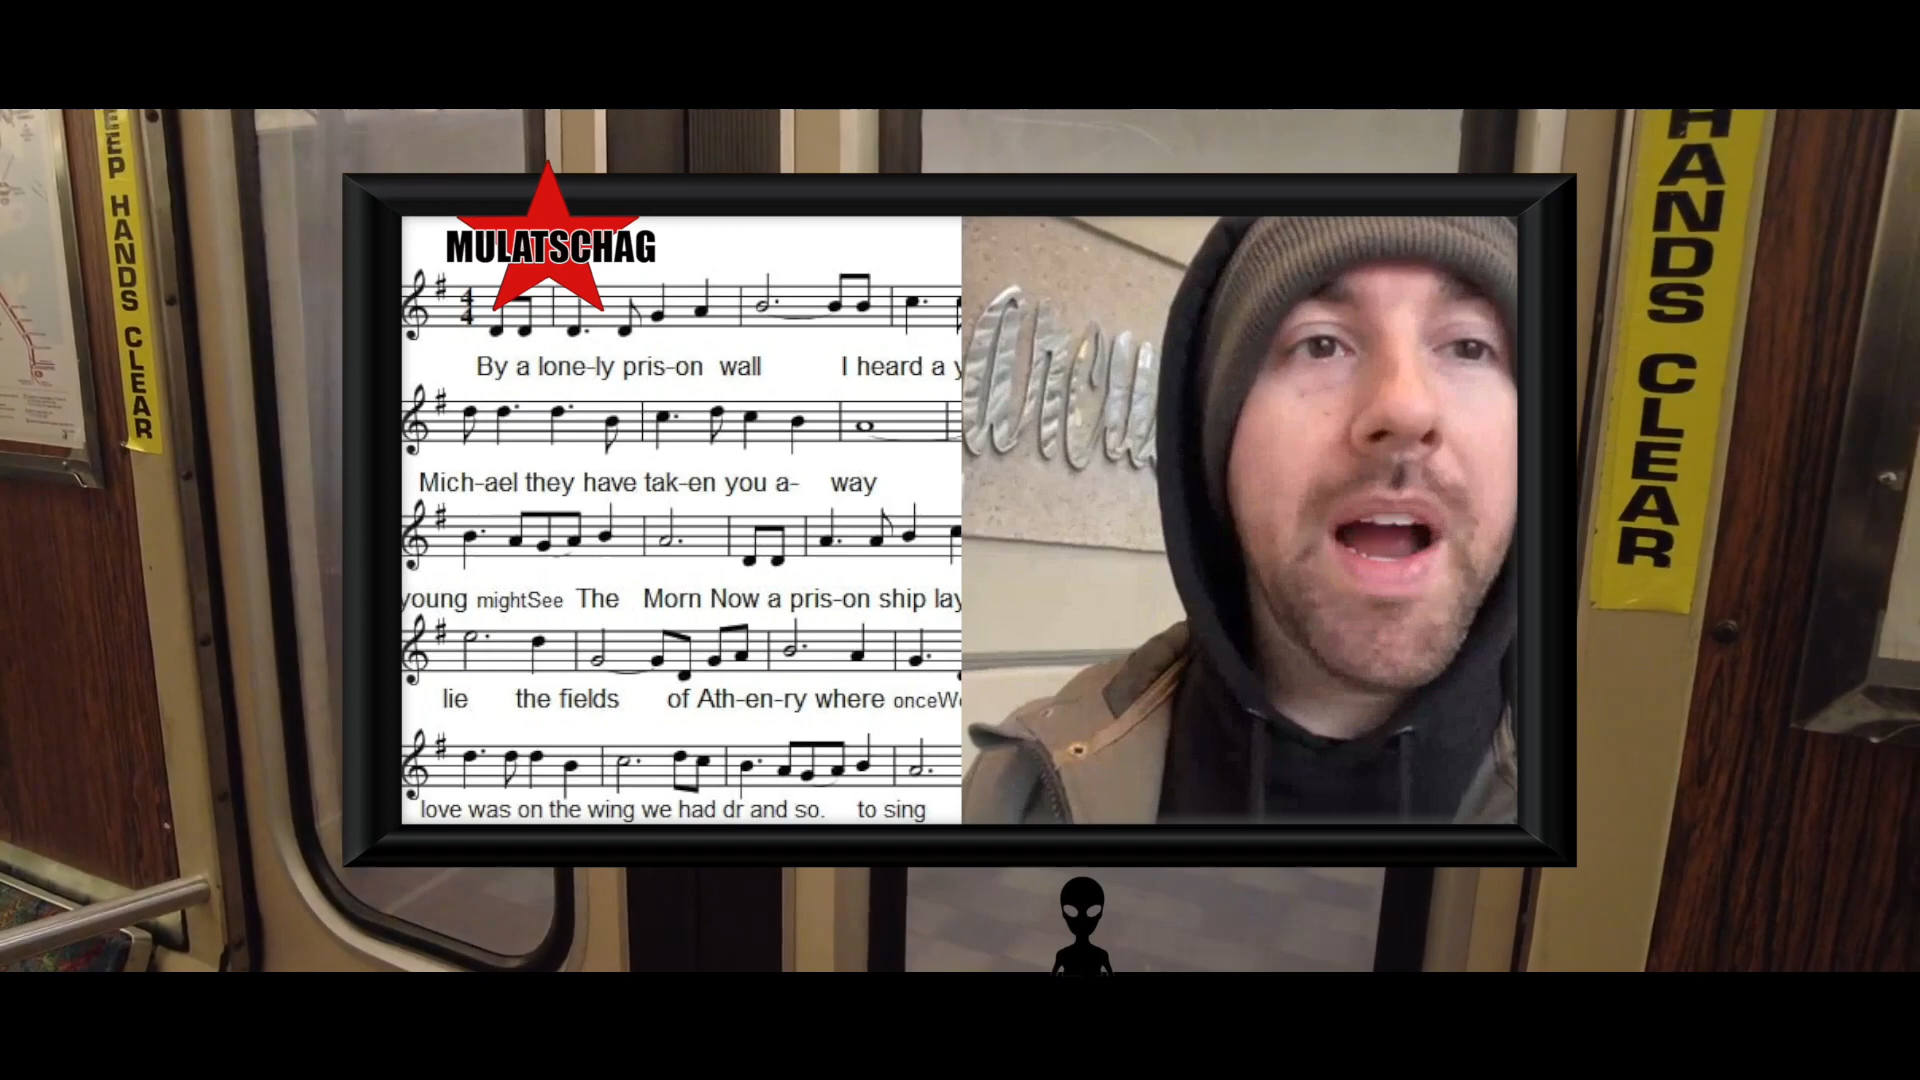 EEP HANDS CLEAR
HANDS CLEAR
MULATSCHAG
By a lone-ly pris-on wall I heard a y
Mich-ael they have tak-en you a- way
young mightSee The Morn Now a pris-on ship lay
lie the fields of Ath-en-ry where onceWe
love was on the wing we had dr and so. to sing